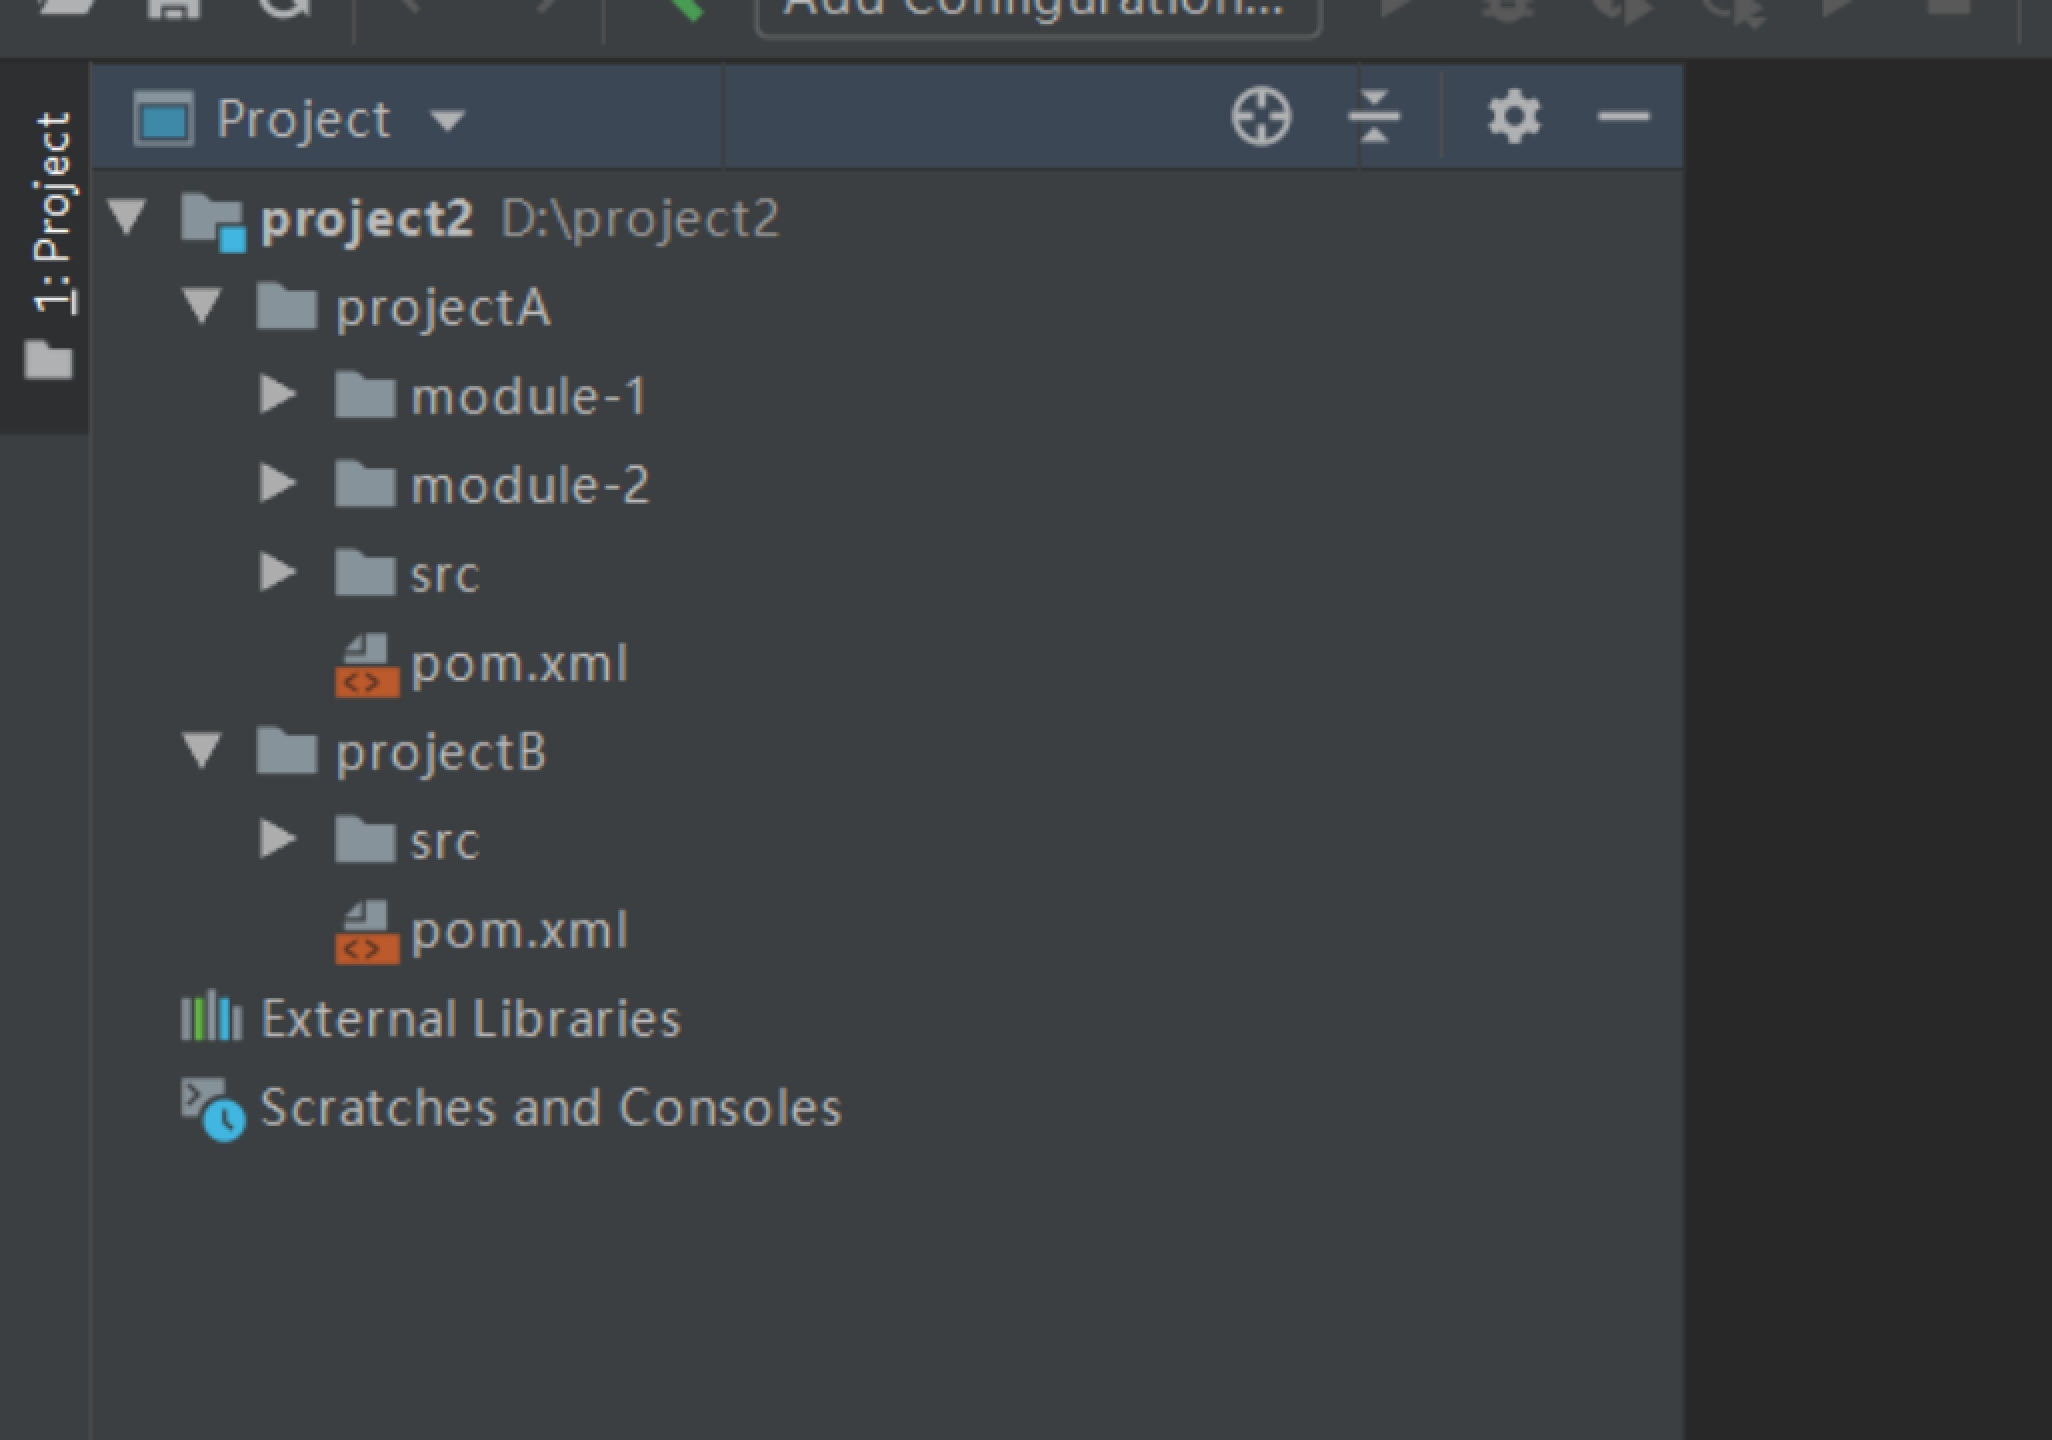 Add Configuration...
1: Project
Project
project2 D:\project2
projectA
module-1
module-2
src
pom.xml
projectB
src
pom.xml
External Libraries
Scratches and Consoles